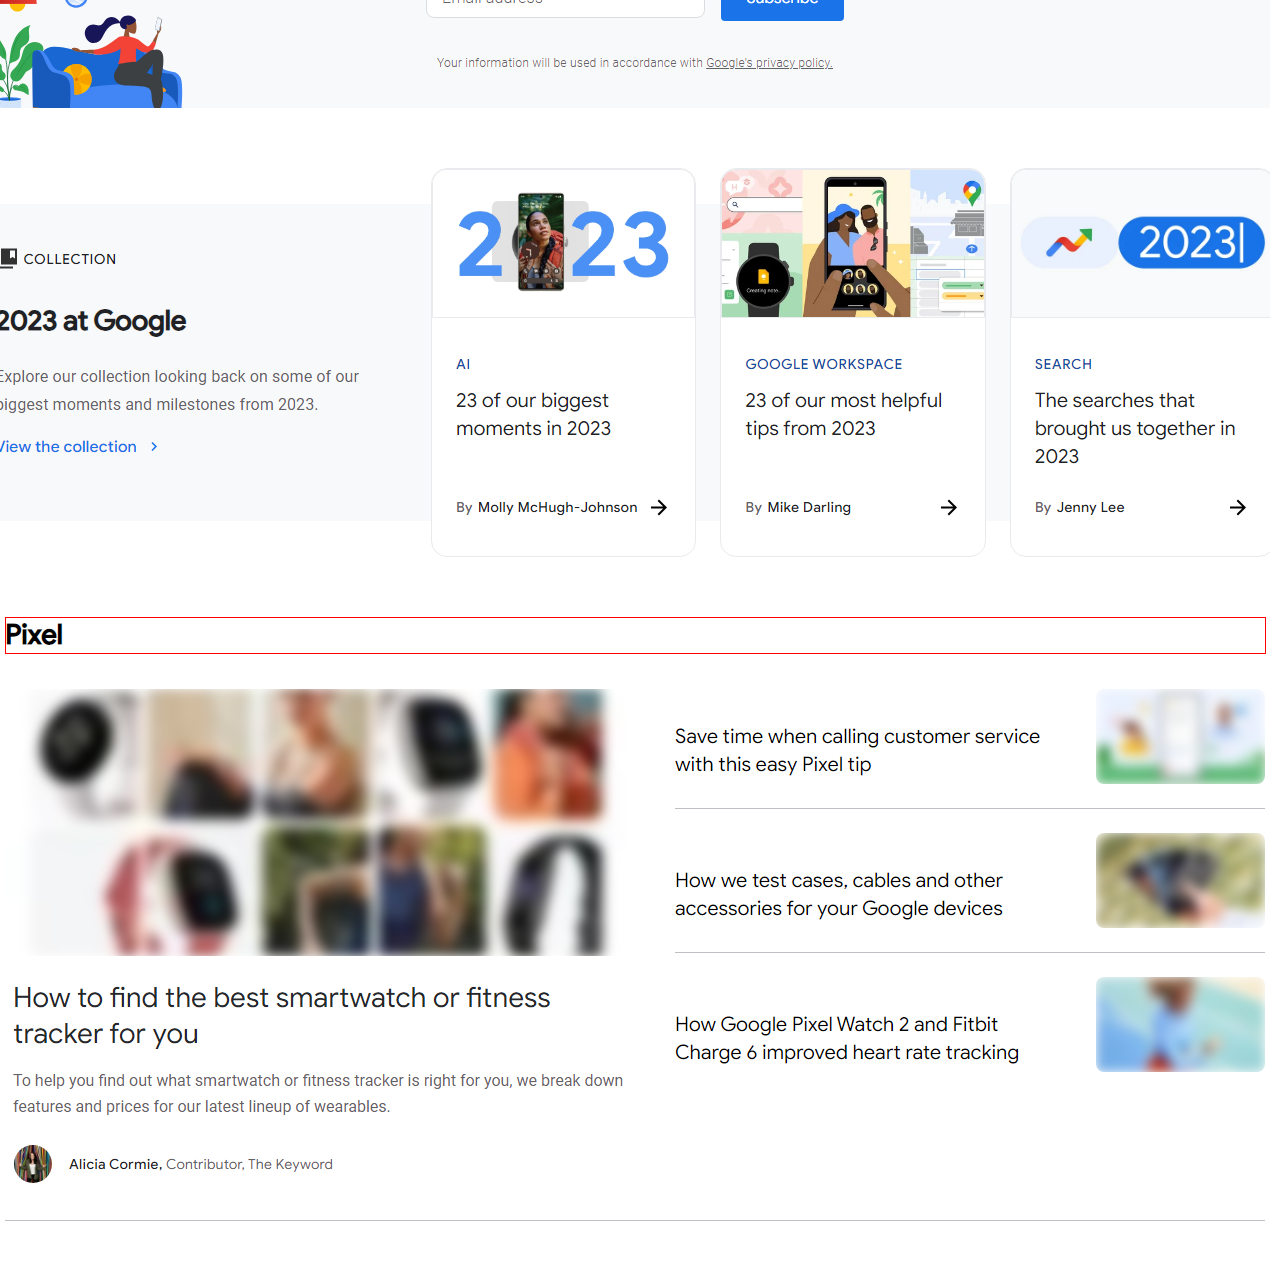 Your information will be used in accordance with Google's privacy policy.
COLLECTION
2023 at Google
Explore our collection looking back on some of our
biggest moments and milestones from 2023.
View the collection
2 23
AI
23 of our biggest
moments in 2023
By Molly McHugh-Johnson
Creating note...
GOOGLE WORKSPACE
23 of our most helpful
tips from 2023
By Mike Darling
2023
SEARCH
The searches that
brought us together in
2023
By Jenny Lee
Pixel
How to find the best smartwatch or fitness
tracker for you
To help you find out what smartwatch or fitness tracker is right for you, we break down
features and prices for our latest lineup of wearables.
Alicia Cormie, Contributor, The Keyword
Save time when calling customer service
with this easy Pixel tip
How we test cases, cables and other
accessories for your Google devices
How Google Pixel Watch 2 and Fitbit
Charge 6 improved heart rate tracking